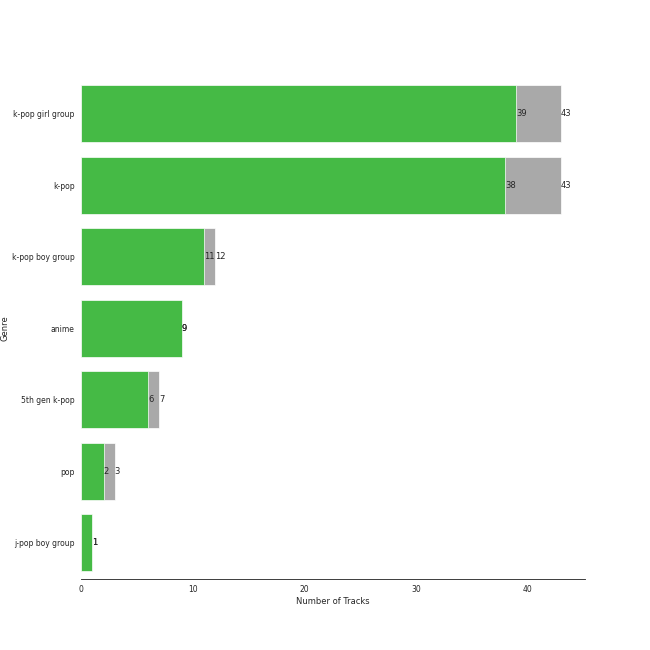 k-pop girl group 39 43
k-pop 38 43
k-pop boy group 11 12
anime 9
5th gen k-pop 6 7
pop 2 3
j-pop boy group 1
Genre
0 10 20 30 40
Number of Tracks